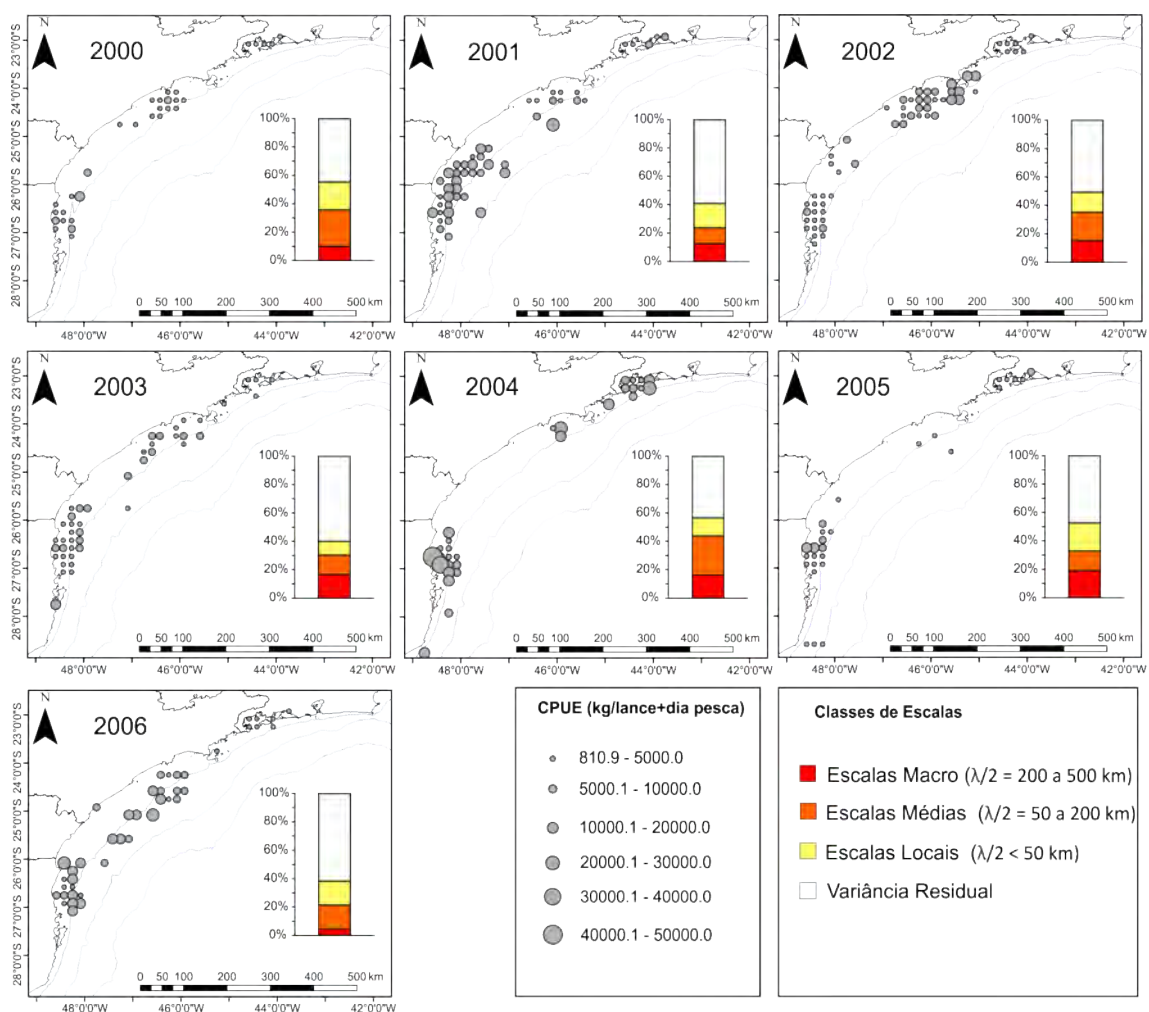 N
2000
23°0'0"S
24°0'0"S
25°0'0"S
26°0'0"S
27°0'0"S
28°0'0"S
100%
80%
60%
40%
20%
0%
0 50 100 200 300 400 500 km
48°0'0"W 46°0'0"W 44°0'0"W 42°0'0"W
N
2001
100%
80%
60%
40%
20%
0%
0 50 100 200 300 400 500 km
48°0'0"W 46°0'0"W 44°0'0"W 42°0'0"W
N
2002
100%
80%
60%
40%
20%
0%
0 50 100 200 300 400 500 km
48°0'0"W 46°0'0"W 44°0'0"W 42°0'0"W
N
2003
23°0'0"S
24°0'0"S
25°0'0"S
26°0'0"S
27°0'0"S
28°0'0"S
100%
80%
60%
40%
20%
0%
0 50 100 200 300 400 500 km
48°0'0"W 46°0'0"W 44°0'0"W 42°0'0"W
N
2004
100%
80%
60%
40%
20%
0%
0 50 100 200 300 400 500 km
48°0'0"W 46°0'0"W 44°0'0"W 42°0'0"W
N
2005
100%
80%
60%
40%
20%
0%
0 50 100 200 300 400 500 km
48°0'0"W 46°0'0"W 44°0'0"W 42°0'0"W
N
2006
23°0'0"S
24°0'0"S
25°0'0"S
26°0'0"S
27°0'0"S
28°0'0"S
100%
80%
60%
40%
20%
0%
0 50 100 200 300 400 500 km
48°0'0"W 46°0'0"W 44°0'0"W 42°0'0"W
CPUE (kg/lance+dia pesca)
810.9 - 5000.0
5000.1 - 10000.0
10000.1 - 20000.0
20000.1 - 30000.0
30000.1 - 40000.0
40000.1 - 50000.0
Classes de Escalas
Escalas Macro (λ/2 = 200 a 500 km)
Escalas Médias (λ/2 = 50 a 200 km)
Escalas Locais (λ/2 < 50 km)
Variância Residual